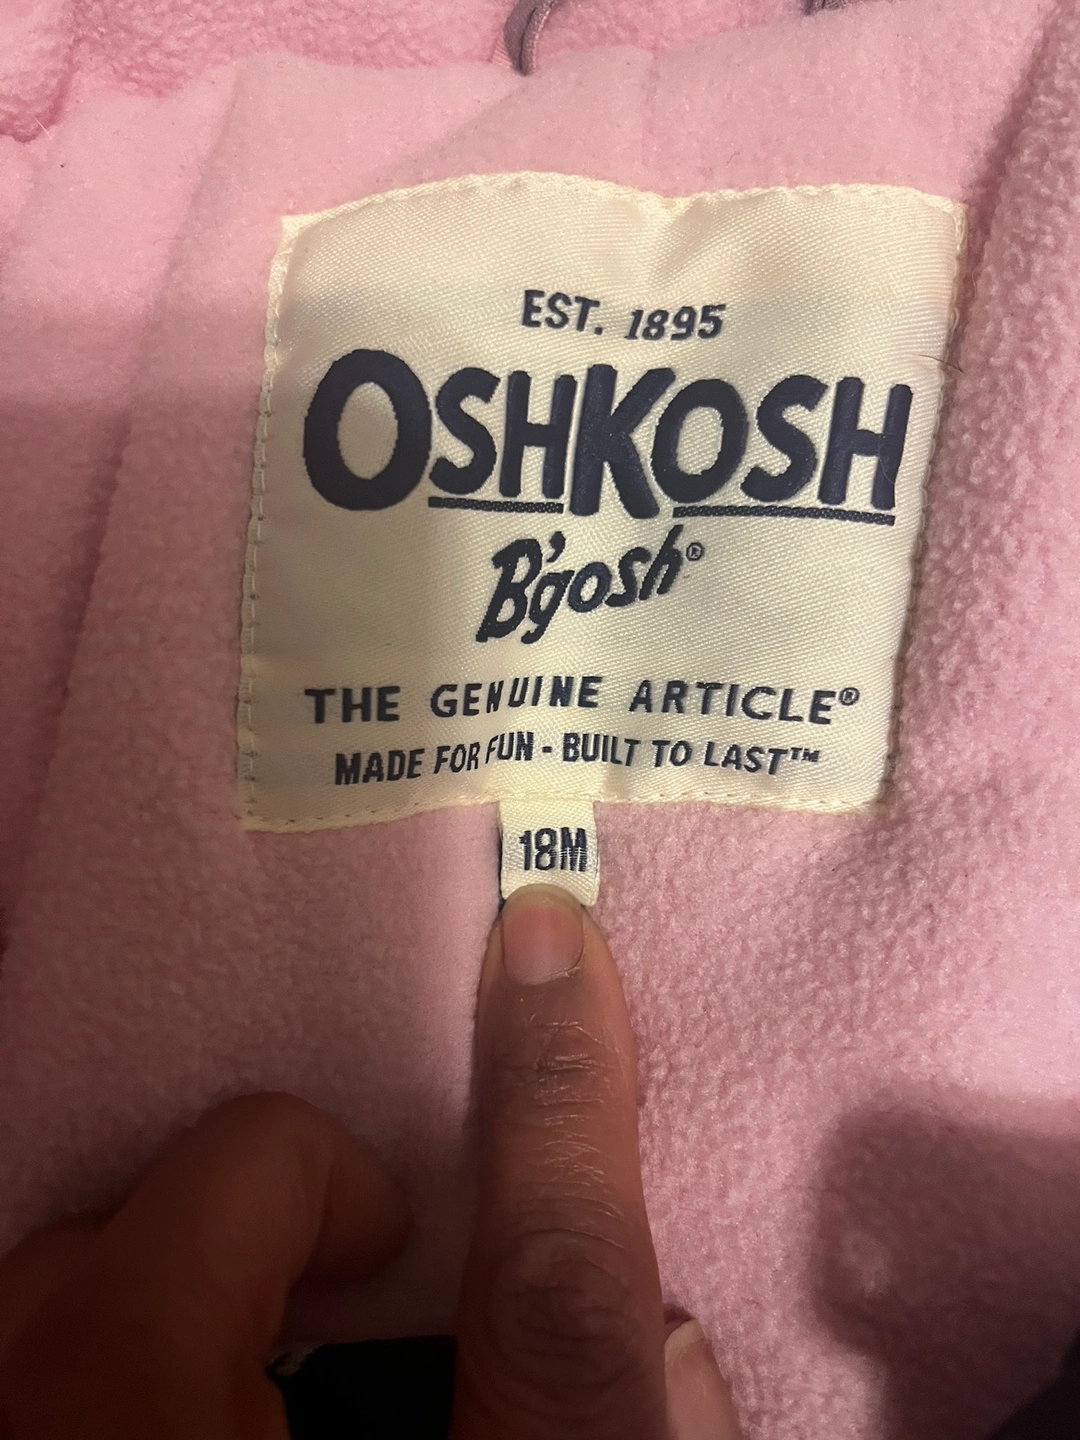 EST. 1895
OSHKOSH
B'gosh®
THE GENUINE ARTICLE®
MADE FOR FUN - BUILT TO LAST™
18M